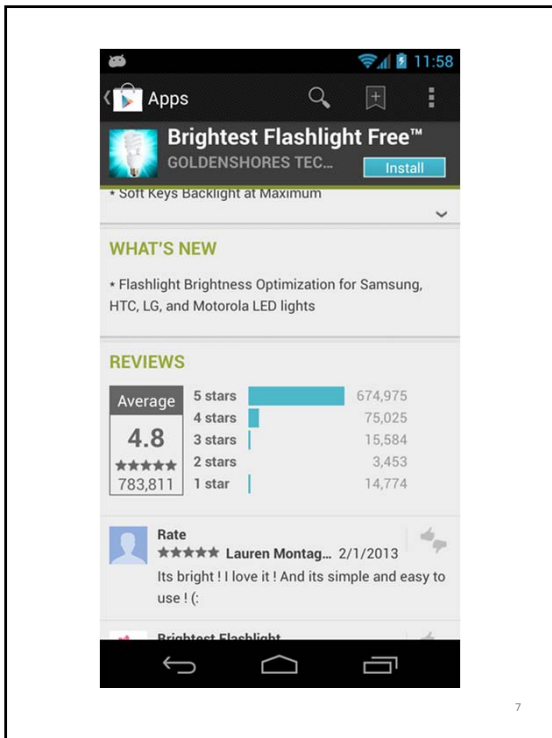 11:58
Apps
Brightest Flashlight Free™
GOLDENSHORES TEC...
Install
* Soft Keys Backlight at Maximum
WHAT'S NEW
* Flashlight Brightness Optimization for Samsung,
HTC, LG, and Motorola LED lights
REVIEWS
Average
4.8
783,811
5 stars 674,975
4 stars 75,025
3 stars 15,584
2 stars 3,453
1 star 14,774
Rate
Lauren Montag... 2/1/2013
Its bright ! I love it ! And its simple and easy to
use ! (:
Brightest Flashlight
7